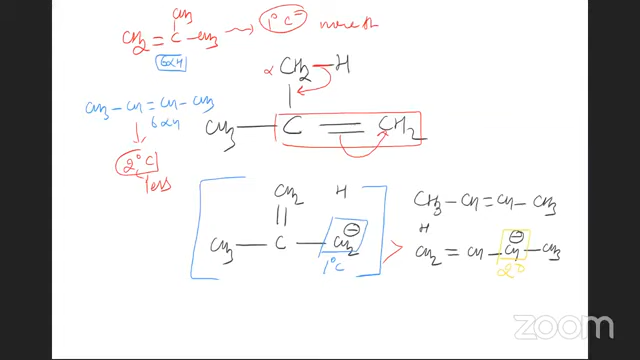 CH3
CH2 = C – CH3 → 1°C⊖ more st
6αH
α CH2 – H
CH3 – CH = CH – CH3
6αH
CH3 – C = CH2
2°C
less
CH2 H
CH3 – C – CH2⊖
1°C
>
CH3 – CH = CH – CH3
H
CH2 = CH – CH⊖ – CH3
2°
zoom